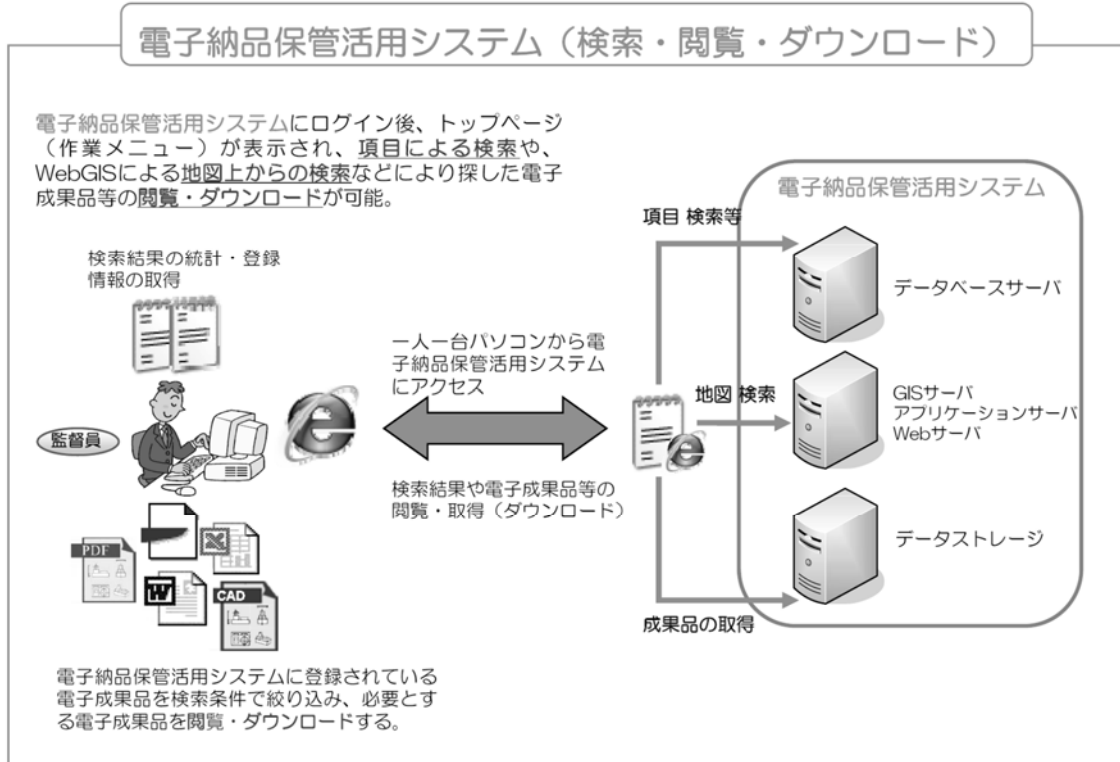 電子納品保管活用システム（検索・閲覧・ダウンロード）
電子納品保管活用システムにログイン後、トップページ
（作業メニュー）が表示され、項目による検索や、
WebGISによる地図上からの検索などにより探した電子
成果品等の閲覧・ダウンロードが可能。
検索結果の統計・登録
情報の取得
監督員
PDF
CAD
W
電子納品保管活用システムに登録されている
電子成果品を検索条件で絞り込み、必要とす
る電子成果品を閲覧・ダウンロードする。
一人一台パソコンから電
子納品保管活用システム
にアクセス
検索結果や電子成果品等の
閲覧・取得（ダウンロード）
項目 検索等
地図 検索
成果品の取得
電子納品保管活用システム
データベースサーバ
GISサーバ
アプリケーションサーバ
Webサーバ
データストレージ